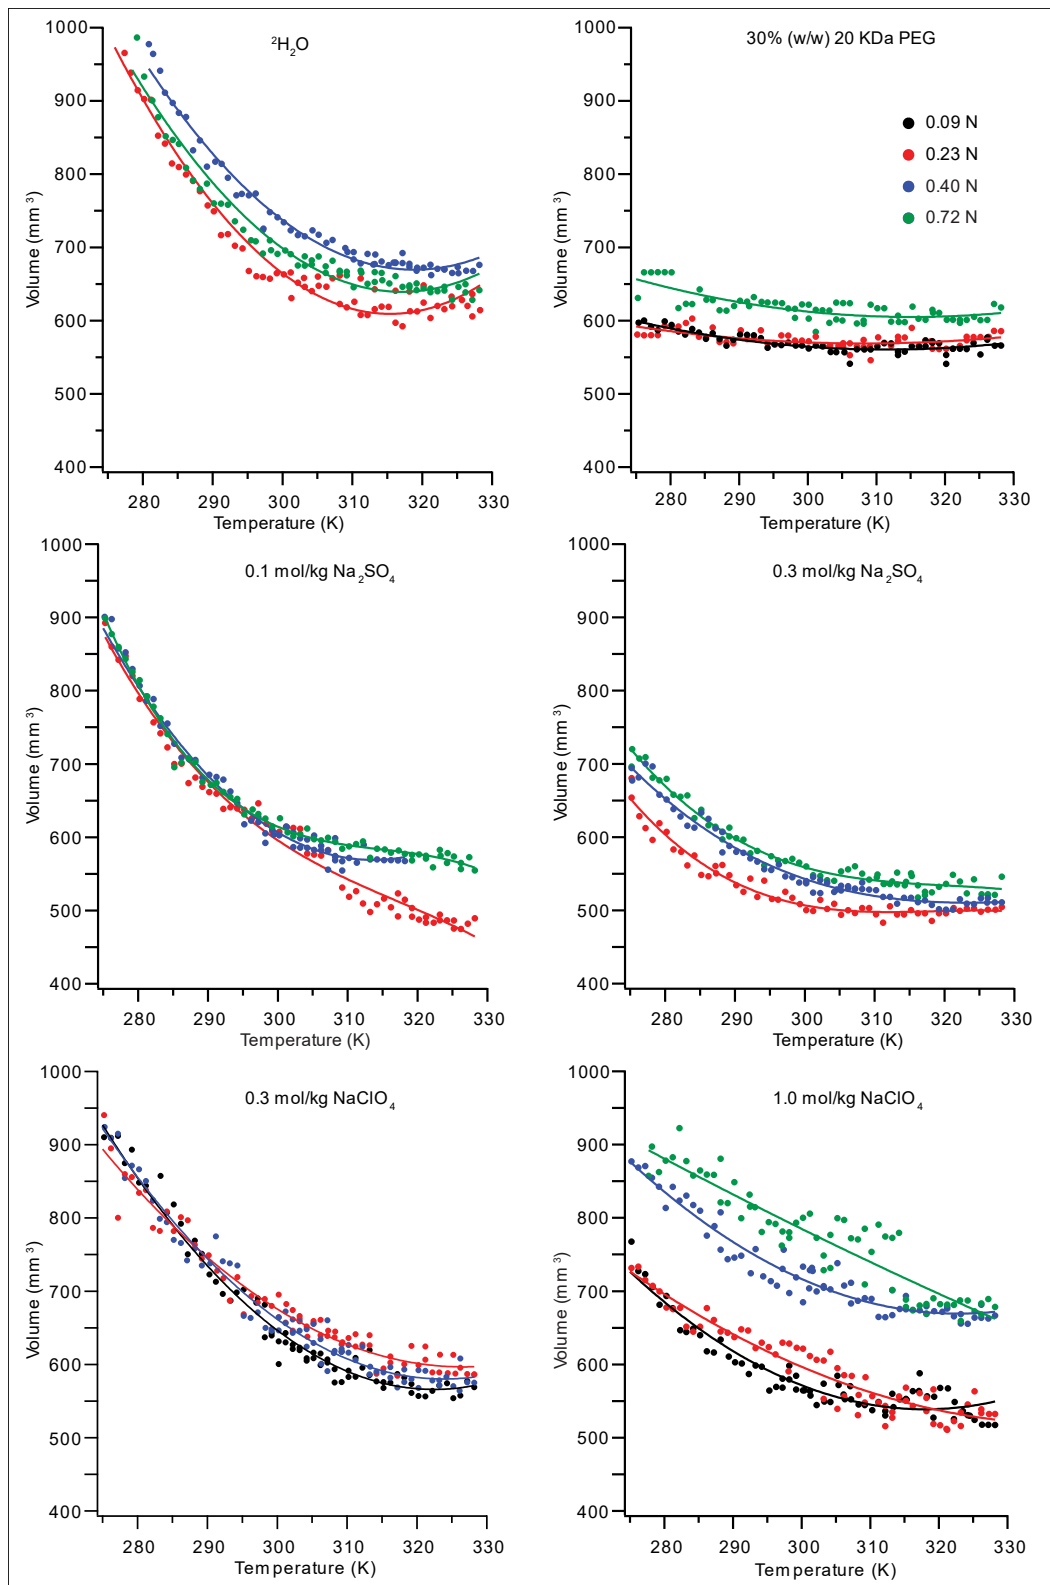 ²H₂O
1000
900
800
700
600
500
400
Volume (mm³)
280 290 300 310 320 330
Temperature (K)
30% (w/w) 20 KDa PEG
0.09 N
0.23 N
0.40 N
0.72 N
1000
900
800
700
600
500
400
Volume (mm³)
280 290 300 310 320 330
Temperature (K)
0.1 mol/kg Na₂SO₄
1000
900
800
700
600
500
400
Volume (mm³)
280 290 300 310 320 330
Temperature (K)
0.3 mol/kg Na₂SO₄
1000
900
800
700
600
500
400
Volume (mm³)
280 290 300 310 320 330
Temperature (K)
0.3 mol/kg NaClO₄
1000
900
800
700
600
500
400
Volume (mm³)
280 290 300 310 320 330
Temperature (K)
1.0 mol/kg NaClO₄
1000
900
800
700
600
500
400
Volume (mm³)
280 290 300 310 320 330
Temperature (K)